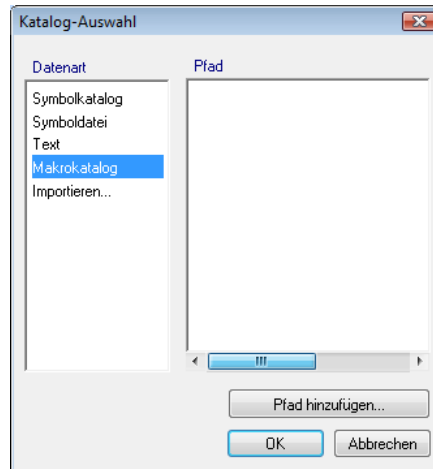 Katalog-Auswahl
Datenart
Pfad
Symbolkatalog
Symboldatei
Text
Makrokatalog
Importieren...
Pfad hinzufügen...
OK
Abbrechen